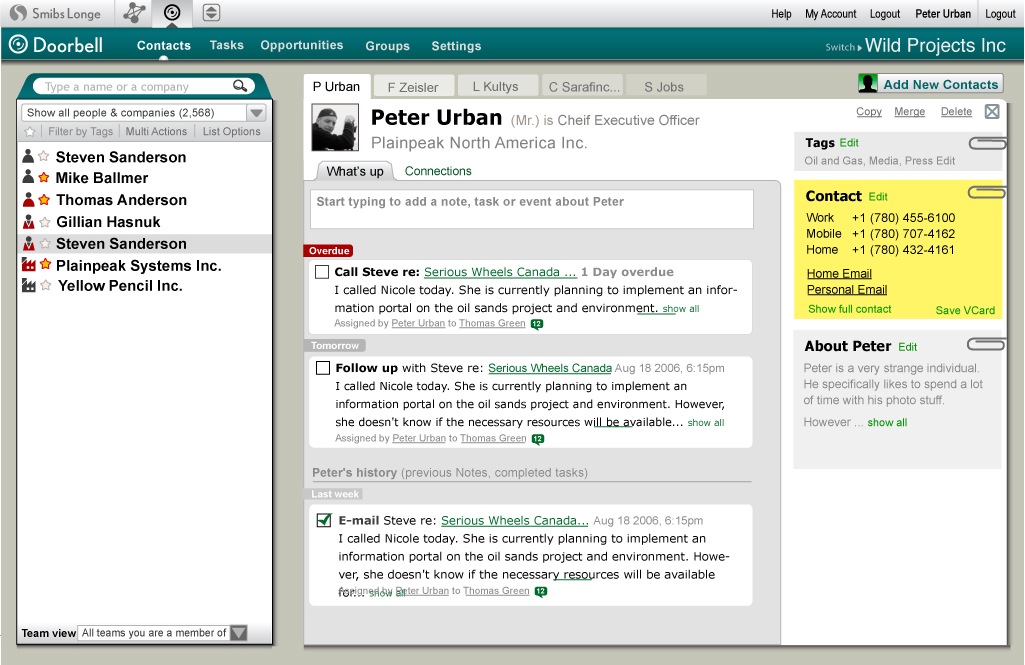 Smibs Longe
Help My Account Logout Peter Urban Logout
Doorbell
Contacts Tasks Opportunities Groups Settings
Switch Wild Projects Inc
Type a name or a company
Show all people & companies (2,568)
Filter by Tags Multi Actions List Options
Steven Sanderson
Mike Ballmer
Thomas Anderson
Gillian Hasnuk
Steven Sanderson
Plainpeak Systems Inc.
Yellow Pencil Inc.
Team view All teams you are a member of
P Urban F Zeisler L Kultys C Sarafinc... S Jobs
Add New Contacts
Peter Urban (Mr.) is Cheif Executive Officer
Plainpeak North America Inc.
Copy Merge Delete
What's up Connections
Start typing to add a note, task or event about Peter
Overdue
Call Steve re: Serious Wheels Canada ... 1 Day overdue
I called Nicole today. She is currently planning to implement an infor-
mation portal on the oil sands project and environment. show all
Assigned by Peter Urban to Thomas Green 12
Tomorrow
Follow up with Steve re: Serious Wheels Canada Aug 18 2006, 6:15pm
I called Nicole today. She is currently planning to implement an
information portal on the oil sands project and environment. However,
she doesn't know if the necessary resources will be available... show all
Assigned by Peter Urban to Thomas Green 12
Peter's history (previous Notes, completed tasks)
Last week
E-mail Steve re: Serious Wheels Canada... Aug 18 2006, 6:15pm
I called Nicole today. She is currently planning to implement an
information portal on the oil sands project and environment. Howe-
ver, she doesn't know if the necessary resources will be available
for... show all
Assigned by Peter Urban to Thomas Green 12
Tags Edit
Oil and Gas, Media, Press Edit
Contact Edit
Work +1 (780) 455-6100
Mobile +1 (780) 707-4162
Home +1 (780) 432-4161
Home Email
Personal Email
Show full contact Save VCard
About Peter Edit
Peter is a very strange individual.
He specifically likes to spend a lot
of time with his photo stuff.
However ... show all